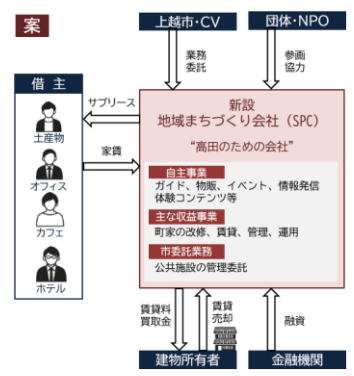 案
上越市・CV
団体・NPO
業務
委託
参画
協力
借 主
土産物
オフィス
カフェ
ホテル
サブリース
家賃
新設
地域まちづくり会社（SPC）
“高田のための会社”
自主事業
ガイド、物販、イベント、情報発信
体験コンテンツ等
主な収益事業
町家の改修、賃貸、管理、運用
市委託業務
公共施設の管理委託
賃貸料
買取金
賃貸
売却
融資
建物所有者
金融機関